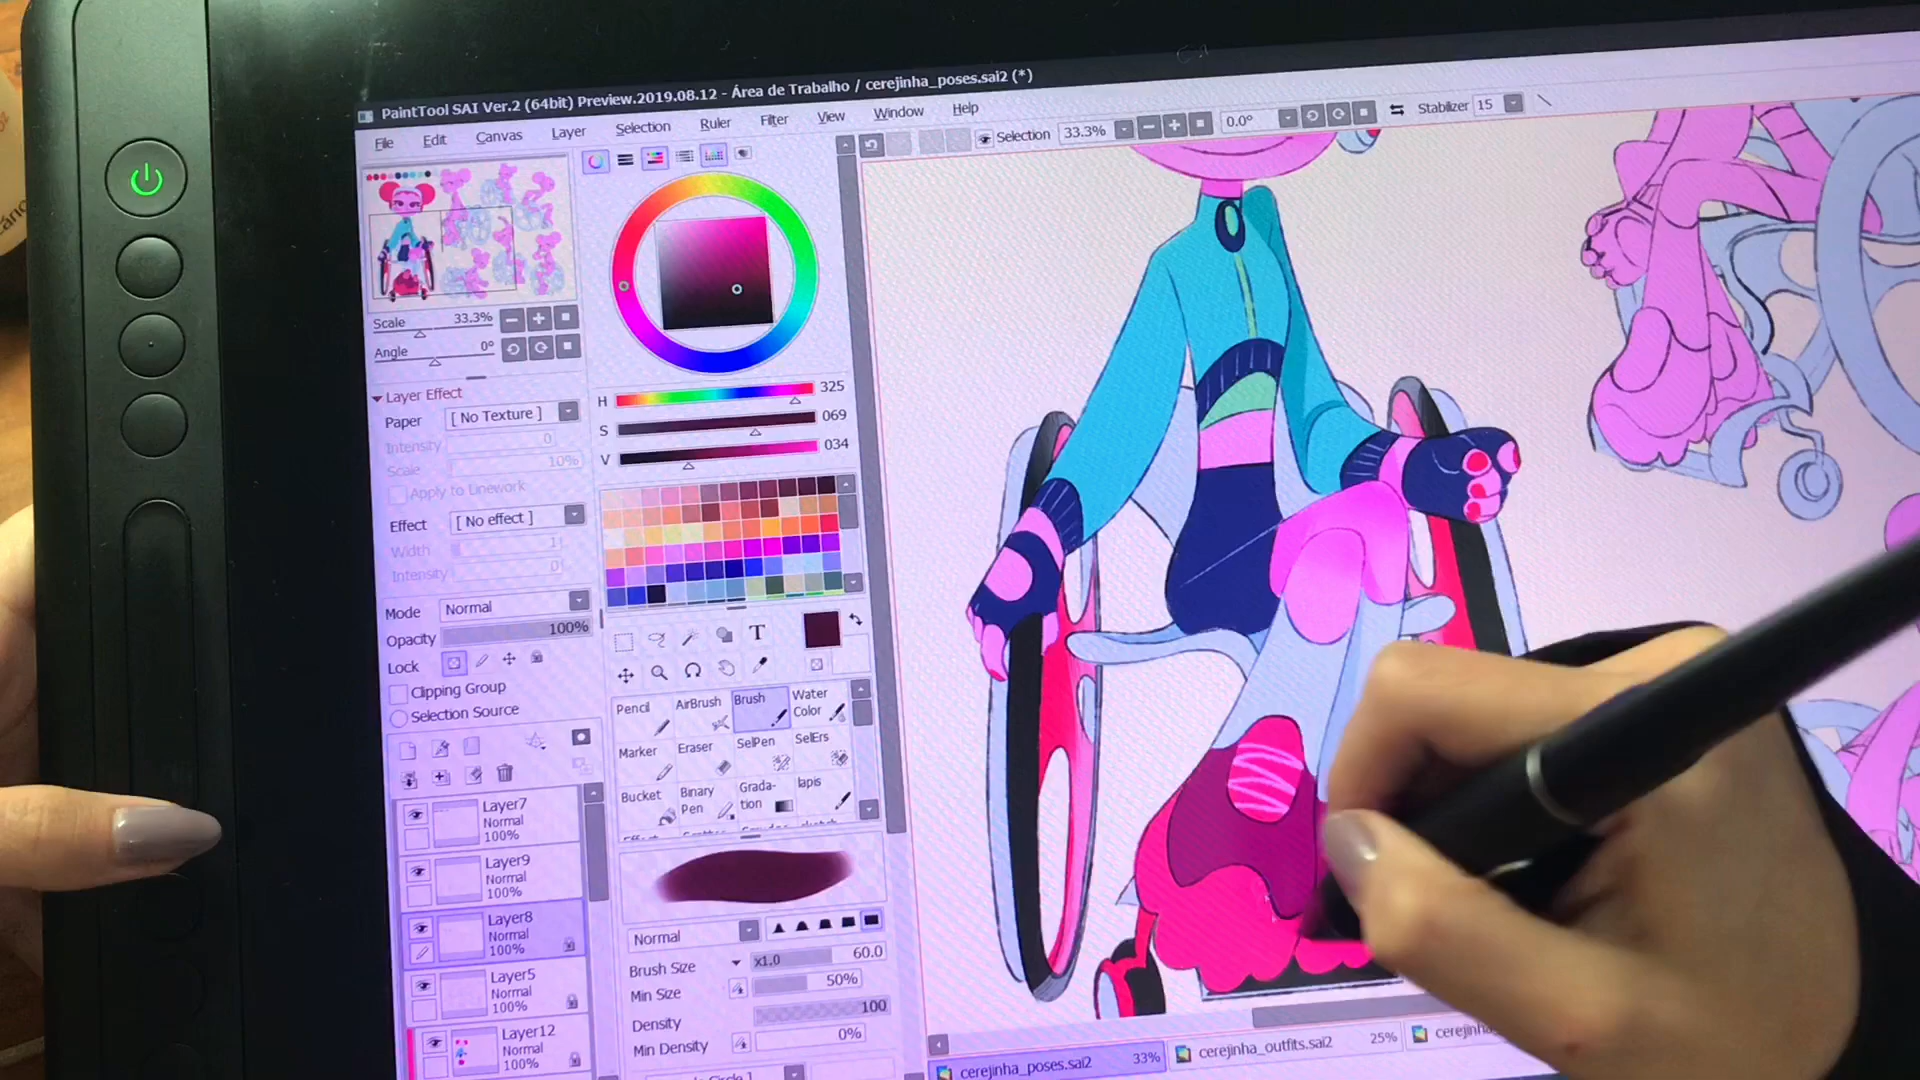 PaintTool SAI Ver.2 (64bit) Preview.2019.08.12 - Área de Trabalho / cerejinha_poses.sai2 (*)
File Edit Canvas Layer Selection Ruler Filter View Window Help
Selection 33.3% 0.0° Stabilizer 15
Scale 33.3%
Angle 0°
Layer Effect
Paper [ No Texture ]
Intensity 0
Scale 10%
Apply to Linework
Effect [ No effect ]
Width 1
Intensity 0
Mode Normal
Opacity 100%
Lock
Clipping Group
Selection Source
Layer7
Normal
100%
Layer9
Normal
100%
Layer8
Normal
100%
Layer5
Normal
100%
Layer12
Normal
100%
H 325
S 069
V 034
T
Pencil AirBrush Brush Water Color
Marker Eraser SelPen SelErs
Bucket Binary Pen Grada-tion lapis
Normal
Brush Size x1.0 60.0
Min Size 50%
Density 100
Min Density 0%
cerejinha_poses.sai2 33%
cerejinha_outfits.sai2 25%